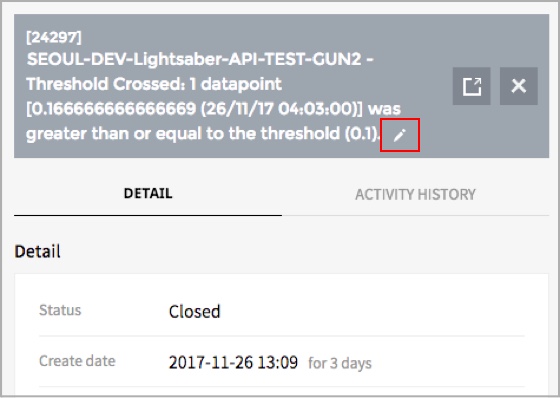 [24297]
SEOUL-DEV-Lightsaber-API-TEST-GUN2 -
Threshold Crossed: 1 datapoint
[0.166666666666669 (26/11/17 04:03:00)] was
greater than or equal to the threshold (0.1).
DETAIL
ACTIVITY HISTORY
Detail
Status
Closed
Create date
2017-11-26 13:09 for 3 days